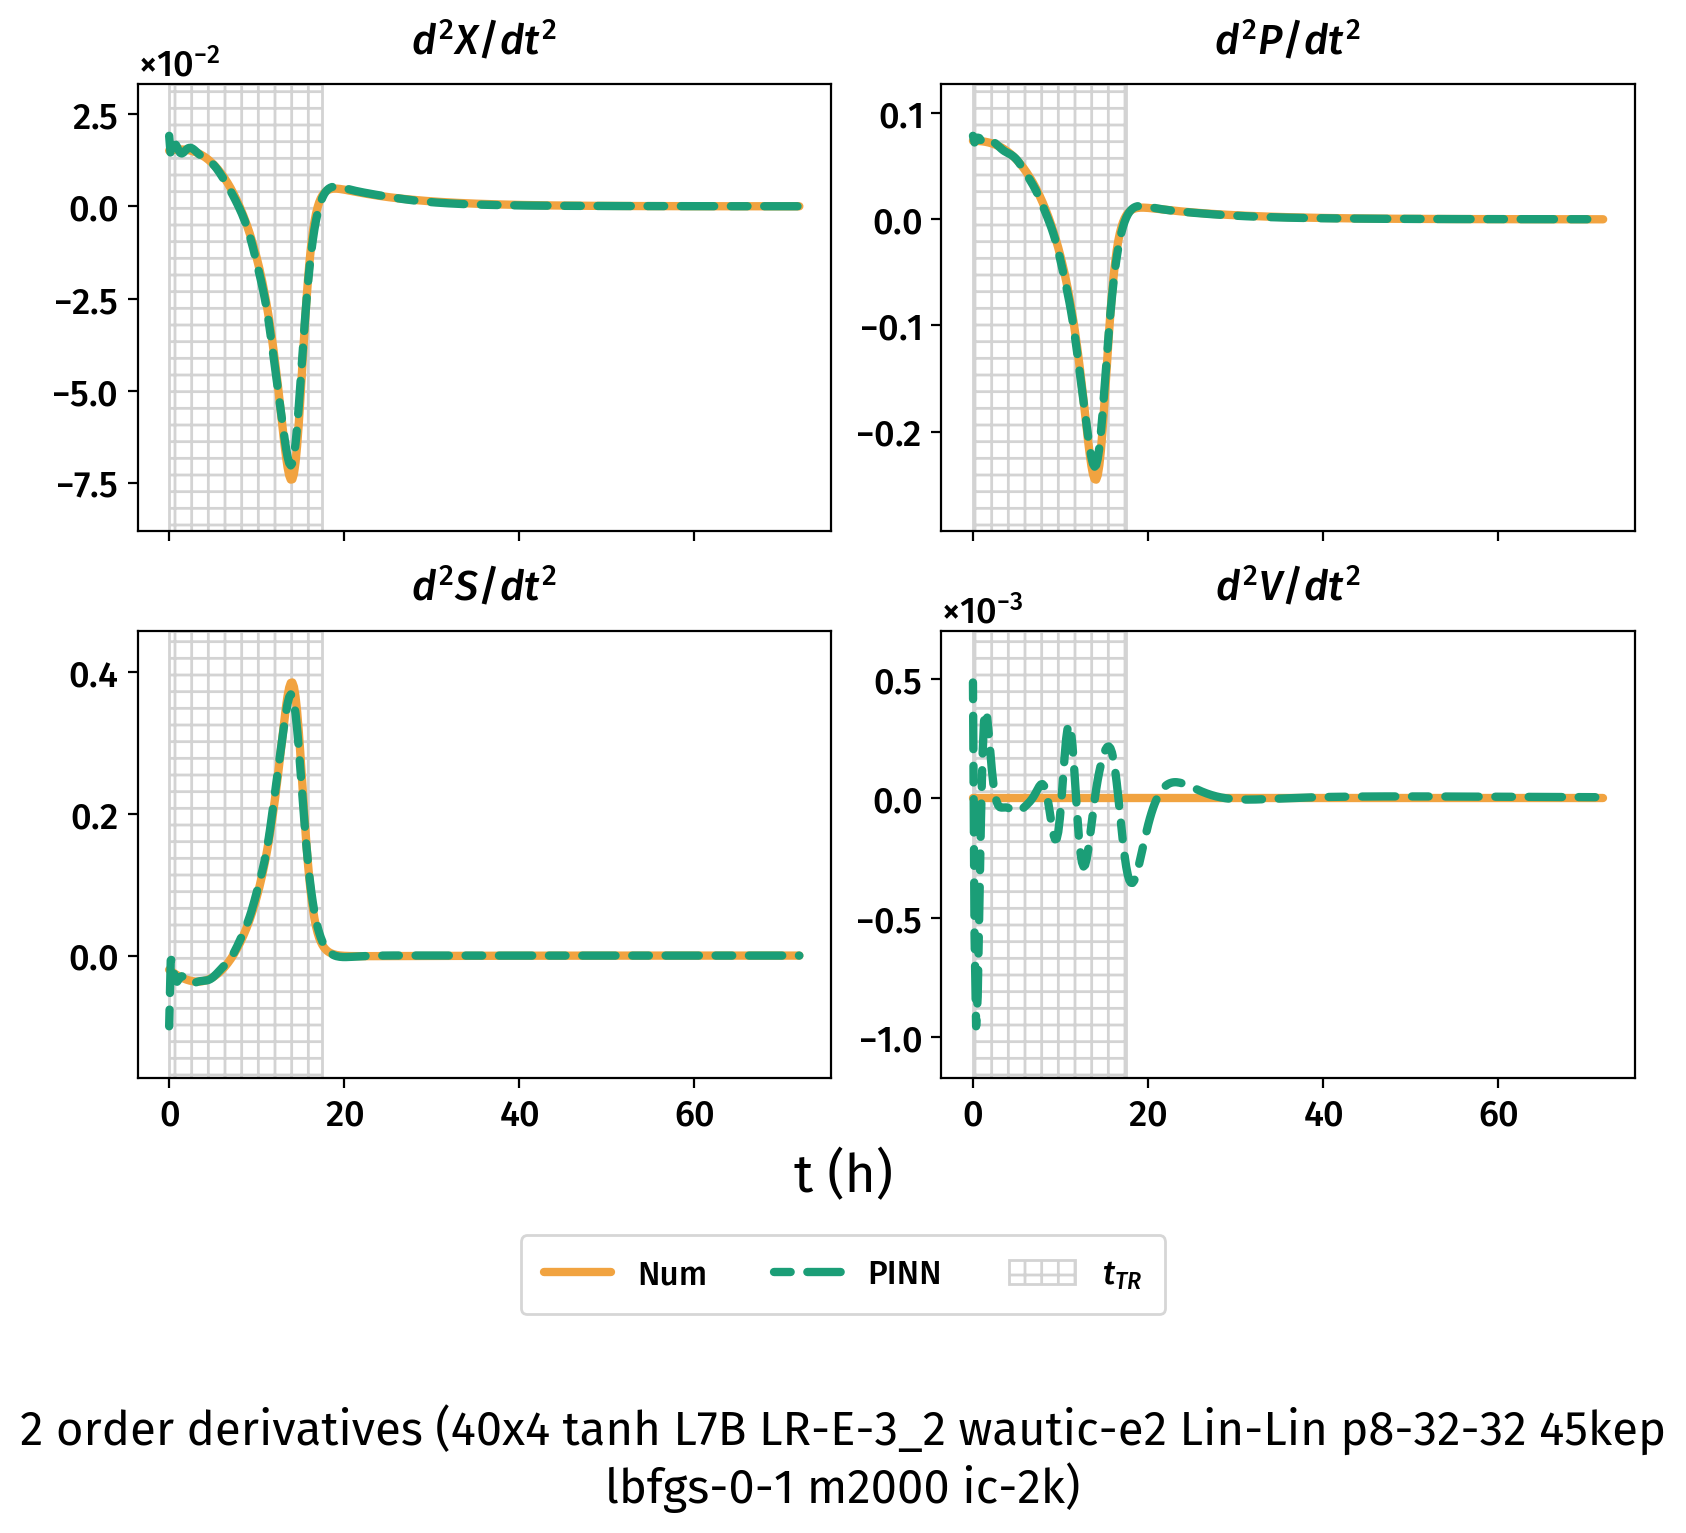 d²X/dt²
×10⁻²
2.5
0.0
−2.5
−5.0
−7.5
d²P/dt²
0.1
0.0
−0.1
−0.2
d²S/dt²
0.4
0.2
0.0
0 20 40 60
d²V/dt²
×10⁻³
0.5
0.0
−0.5
−1.0
0 20 40 60
t (h)
Num PINN t_TR
2 order derivatives (40x4 tanh L7B LR-E-3_2 wautic-e2 Lin-Lin p8-32-32 45kep
lbfgs-0-1 m2000 ic-2k)